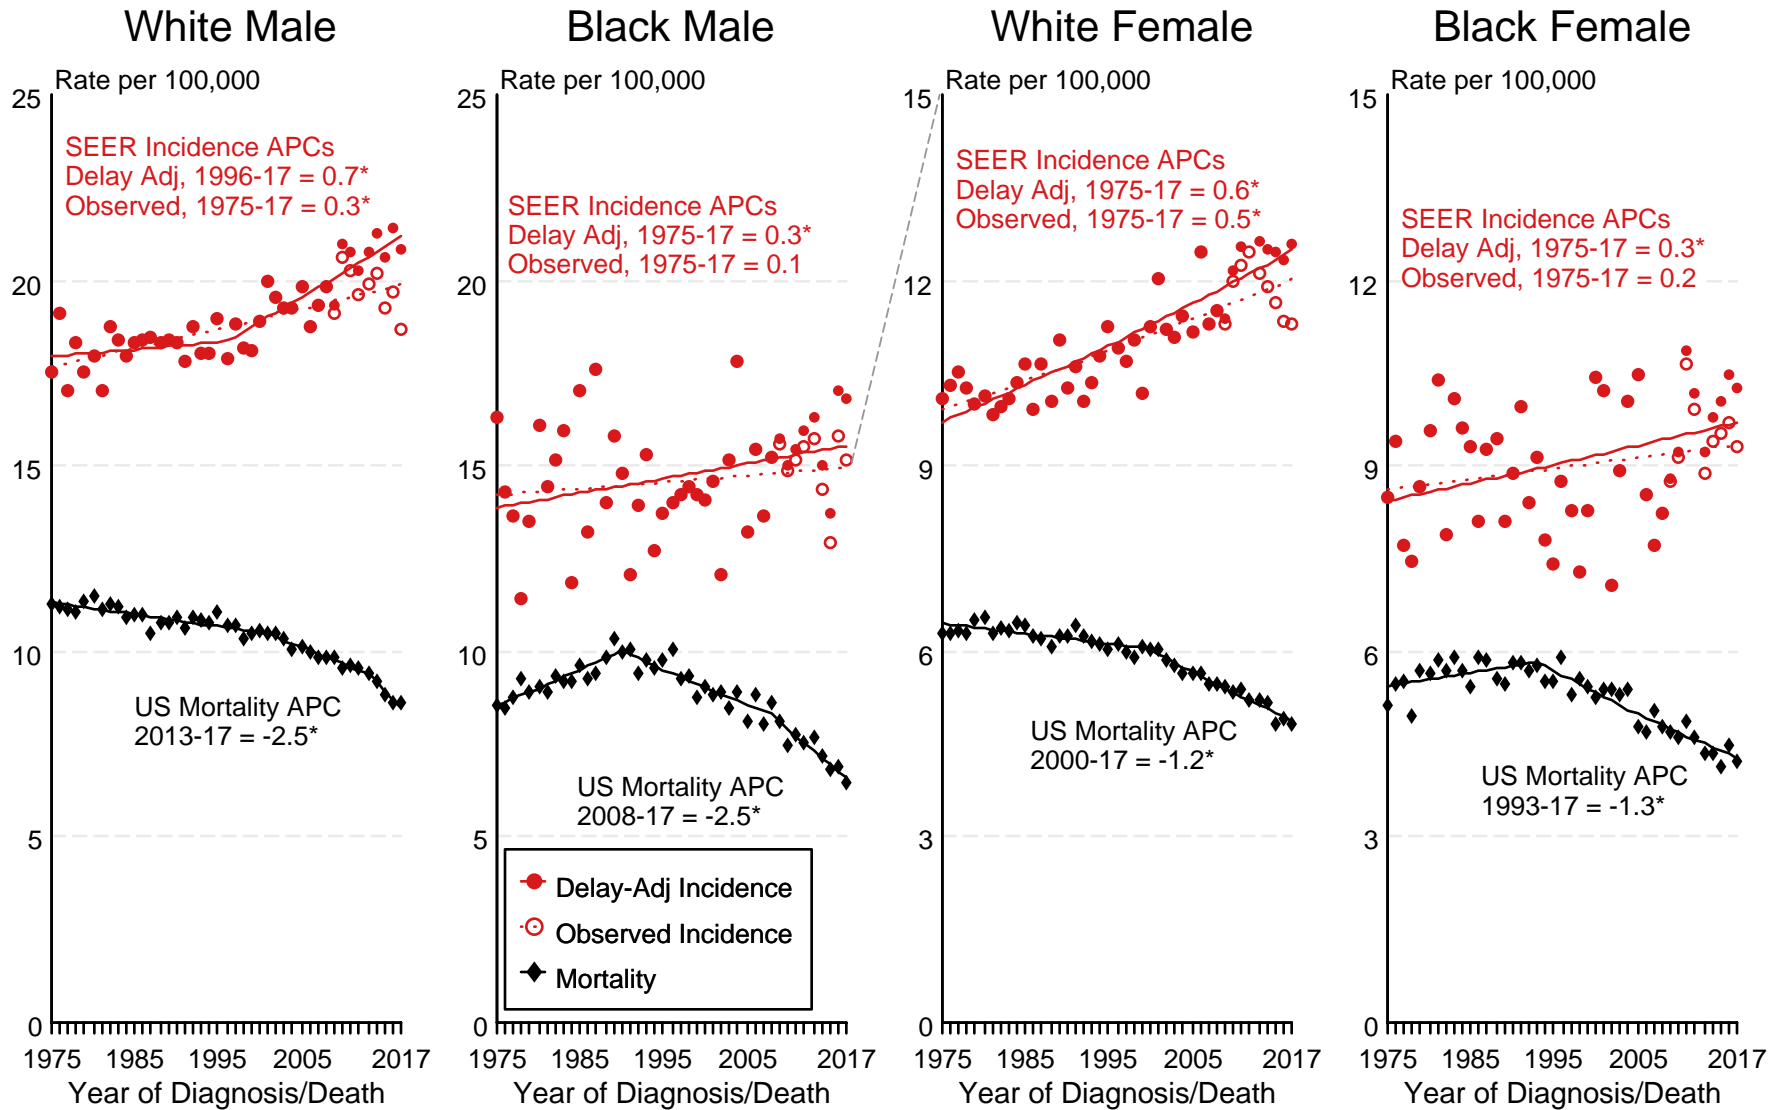 White Male
Rate per 100,000
25
20
15
10
5
0
SEER Incidence APCs
Delay Adj, 1996-17 = 0.7*
Observed, 1975-17 = 0.3*
US Mortality APC
2013-17 = -2.5*
1975 1985 1995 2005 2017
Year of Diagnosis/Death
Black Male
Rate per 100,000
25
20
15
10
5
0
SEER Incidence APCs
Delay Adj, 1975-17 = 0.3*
Observed, 1975-17 = 0.1
US Mortality APC
2008-17 = -2.5*
Delay-Adj Incidence
Observed Incidence
Mortality
1975 1985 1995 2005 2017
Year of Diagnosis/Death
White Female
Rate per 100,000
15
12
9
6
3
0
SEER Incidence APCs
Delay Adj, 1975-17 = 0.6*
Observed, 1975-17 = 0.5*
US Mortality APC
2000-17 = -1.2*
1975 1985 1995 2005 2017
Year of Diagnosis/Death
Black Female
Rate per 100,000
15
12
9
6
3
0
SEER Incidence APCs
Delay Adj, 1975-17 = 0.3*
Observed, 1975-17 = 0.2
US Mortality APC
1993-17 = -1.3*
1975 1985 1995 2005 2017
Year of Diagnosis/Death